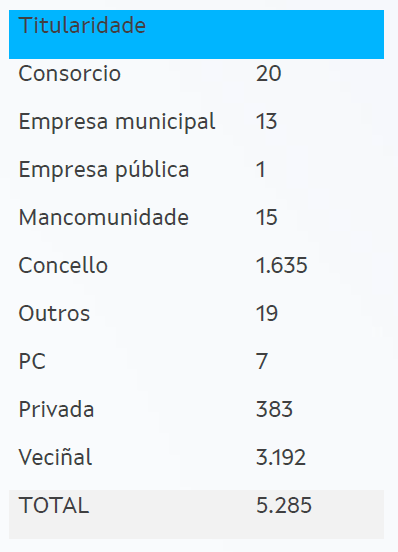 Titularidade
Consorcio 20
Empresa municipal 13
Empresa pública 1
Mancomunidade 15
Concello 1.635
Outros 19
PC 7
Privada 383
Veciñal 3.192
TOTAL 5.285